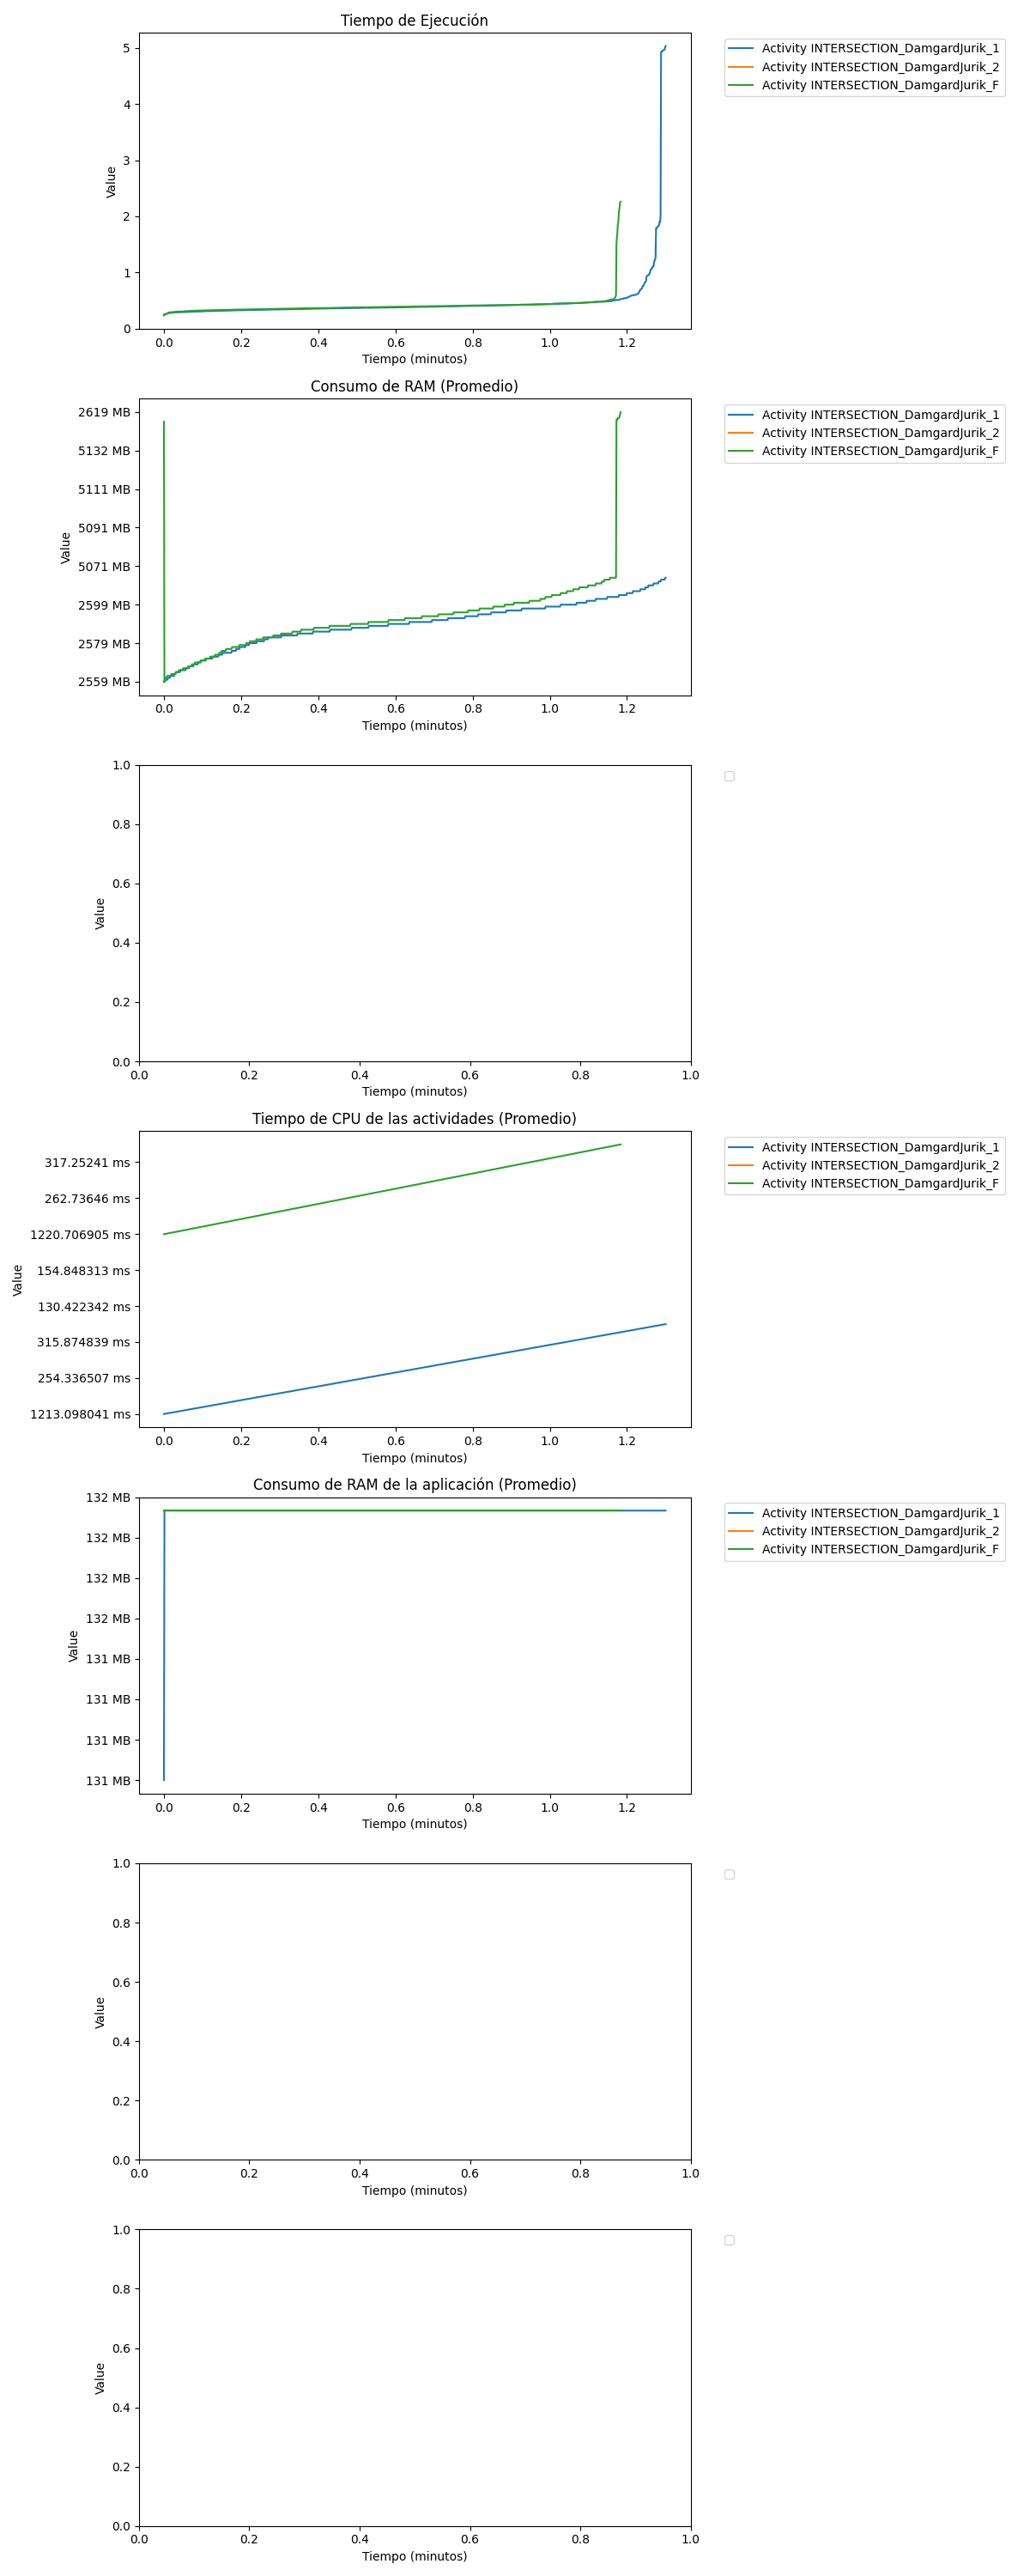 Tiempo de Ejecución
5
4
3
2
1
0
Value
0.0 0.2 0.4 0.6 0.8 1.0 1.2
Tiempo (minutos)
Activity INTERSECTION_DamgardJurik_1
Activity INTERSECTION_DamgardJurik_2
Activity INTERSECTION_DamgardJurik_F
Consumo de RAM (Promedio)
2619 MB
5132 MB
5111 MB
5091 MB
5071 MB
2599 MB
2579 MB
2559 MB
Value
0.0 0.2 0.4 0.6 0.8 1.0 1.2
Tiempo (minutos)
Activity INTERSECTION_DamgardJurik_1
Activity INTERSECTION_DamgardJurik_2
Activity INTERSECTION_DamgardJurik_F
1.0
0.8
0.6
0.4
0.2
0.0
Value
0.0 0.2 0.4 0.6 0.8 1.0
Tiempo (minutos)
Tiempo de CPU de las actividades (Promedio)
317.25241 ms
262.73646 ms
1220.706905 ms
154.848313 ms
130.422342 ms
315.874839 ms
254.336507 ms
1213.098041 ms
Value
0.0 0.2 0.4 0.6 0.8 1.0 1.2
Tiempo (minutos)
Activity INTERSECTION_DamgardJurik_1
Activity INTERSECTION_DamgardJurik_2
Activity INTERSECTION_DamgardJurik_F
Consumo de RAM de la aplicación (Promedio)
132 MB
132 MB
132 MB
132 MB
131 MB
131 MB
131 MB
131 MB
Value
0.0 0.2 0.4 0.6 0.8 1.0 1.2
Tiempo (minutos)
Activity INTERSECTION_DamgardJurik_1
Activity INTERSECTION_DamgardJurik_2
Activity INTERSECTION_DamgardJurik_F
1.0
0.8
0.6
0.4
0.2
0.0
Value
0.0 0.2 0.4 0.6 0.8 1.0
Tiempo (minutos)
1.0
0.8
0.6
0.4
0.2
0.0
Value
0.0 0.2 0.4 0.6 0.8 1.0
Tiempo (minutos)